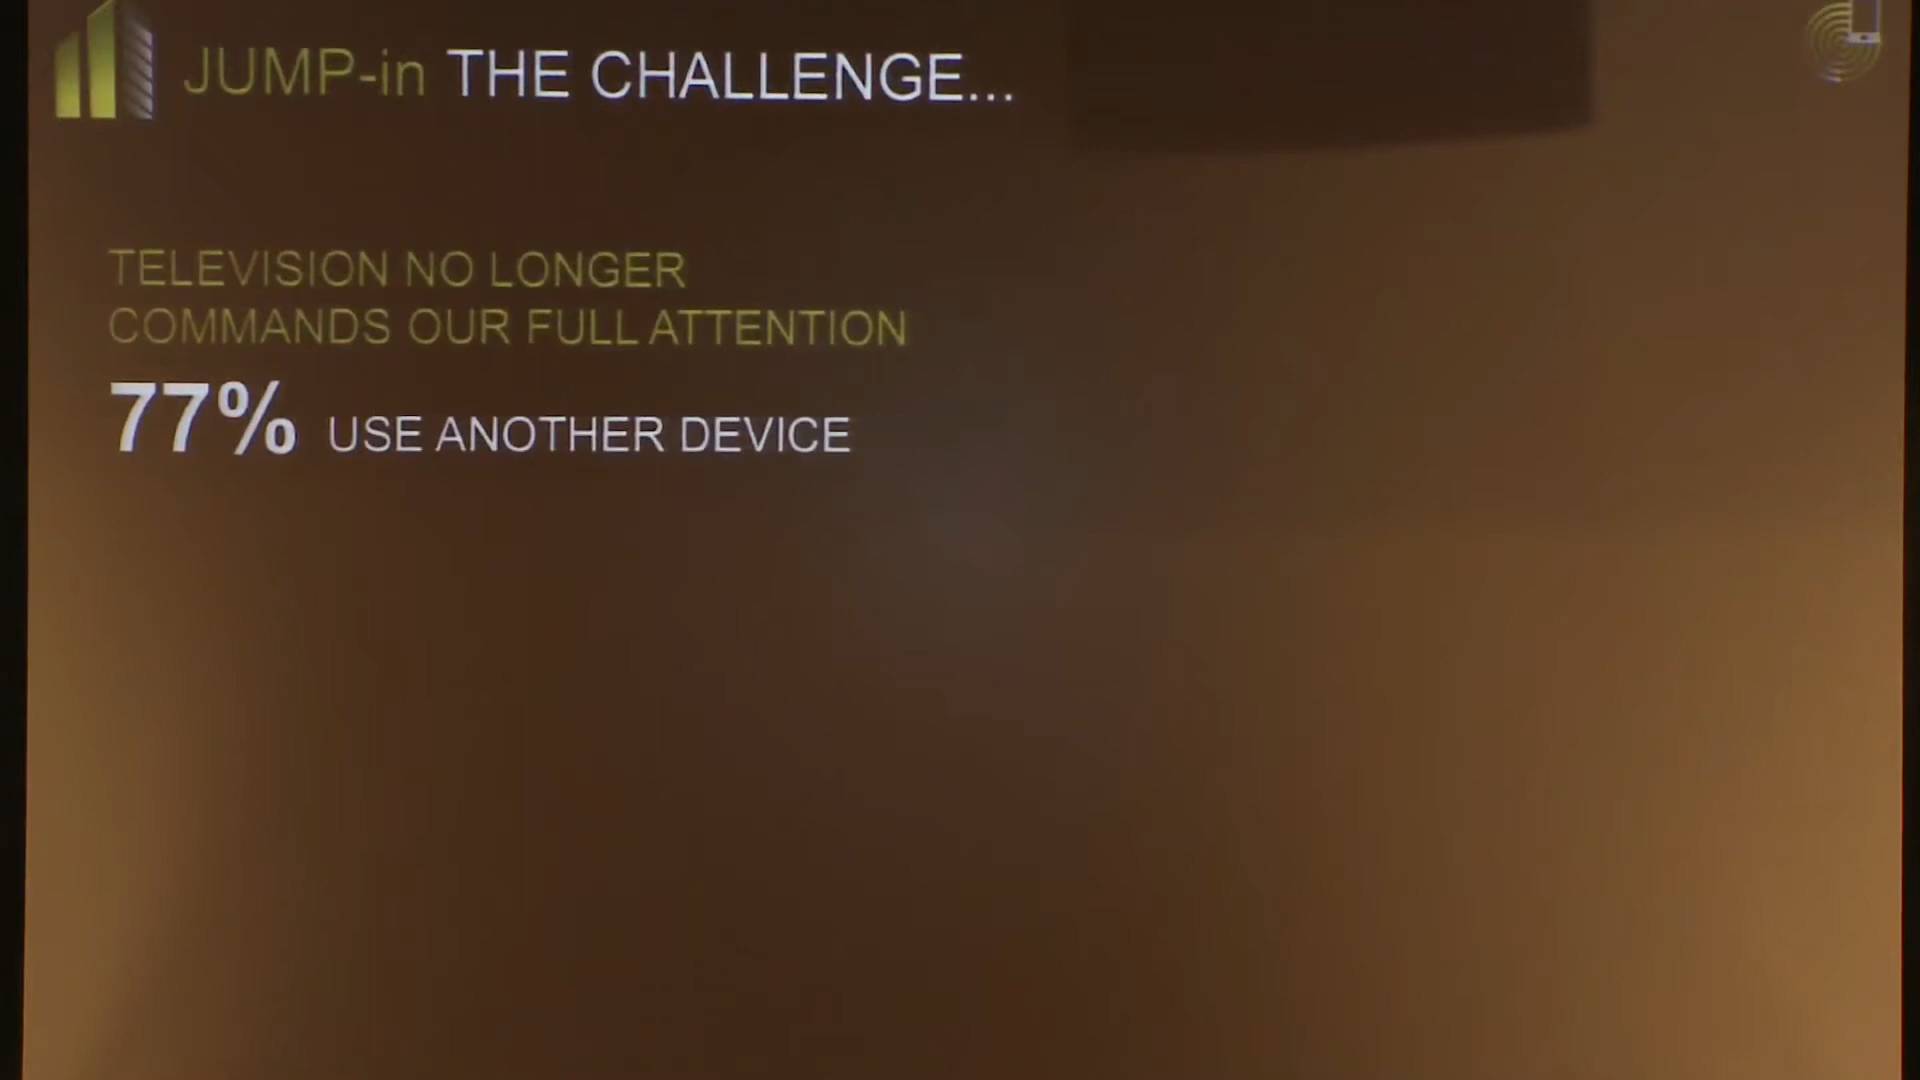 JUMP-in THE CHALLENGE...
TELEVISION NO LONGER
COMMANDS OUR FULL ATTENTION
77% USE ANOTHER DEVICE